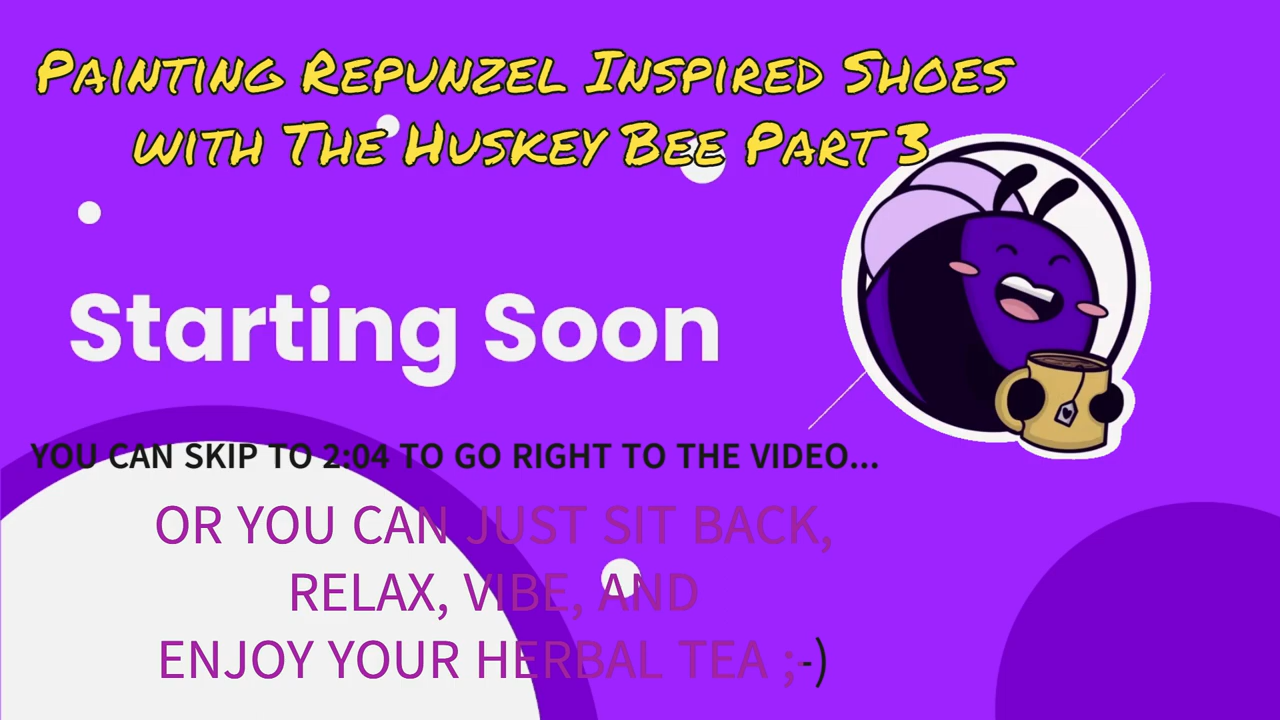 Painting Repunzel Inspired Shoes
with The Huskey Bee Part 3
Starting Soon
YOU CAN SKIP TO 2:04 TO GO RIGHT TO THE VIDEO...
OR YOU CAN JUST SIT BACK,
RELAX, VIBE, AND
ENJOY YOUR HERBAL TEA ;-)